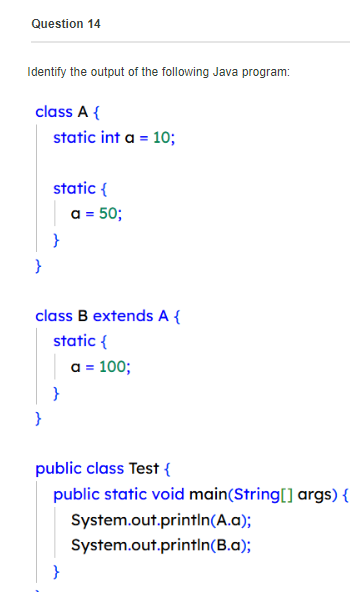 Question 14
Identify the output of the following Java program:
class A {
static int a = 10;
static {
a = 50;
}
}
class B extends A {
static {
a = 100;
}
}
public class Test {
public static void main(String[] args) {
System.out.println(A.a);
System.out.println(B.a);
}